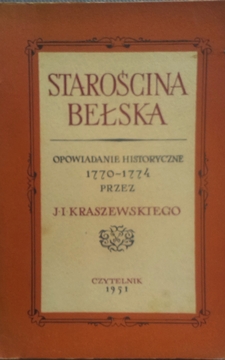 STAROŚCINA
BEŁSKA
OPOWIADANIE HISTORYCZNE
1770–1774
PRZEZ
J·I·KRASZEWSKIEGO
CZYTELNIK
1951